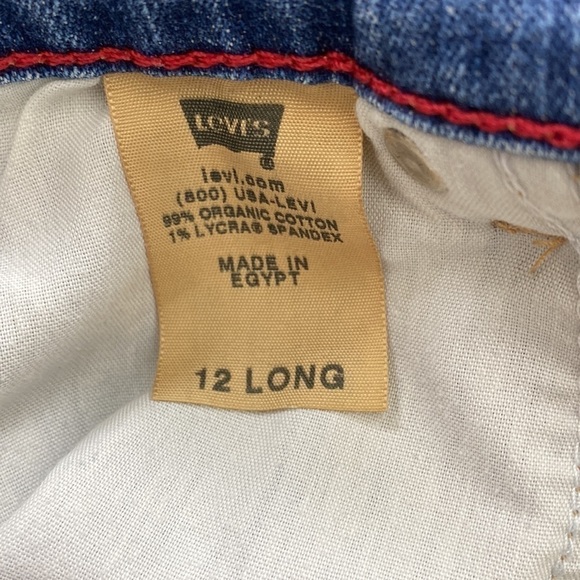 LEVI'S
®
levi.com
(800) USA-LEVI
99% ORGANIC COTTON
1% LYCRA® SPANDEX
MADE IN
EGYPT
12 LONG